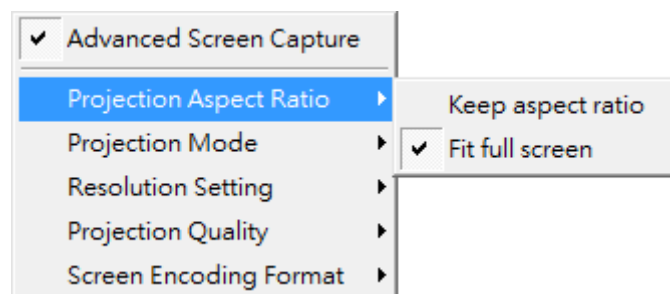 Advanced Screen Capture
Projection Aspect Ratio
Keep aspect ratio
Projection Mode
Fit full screen
Resolution Setting
Projection Quality
Screen Encoding Format